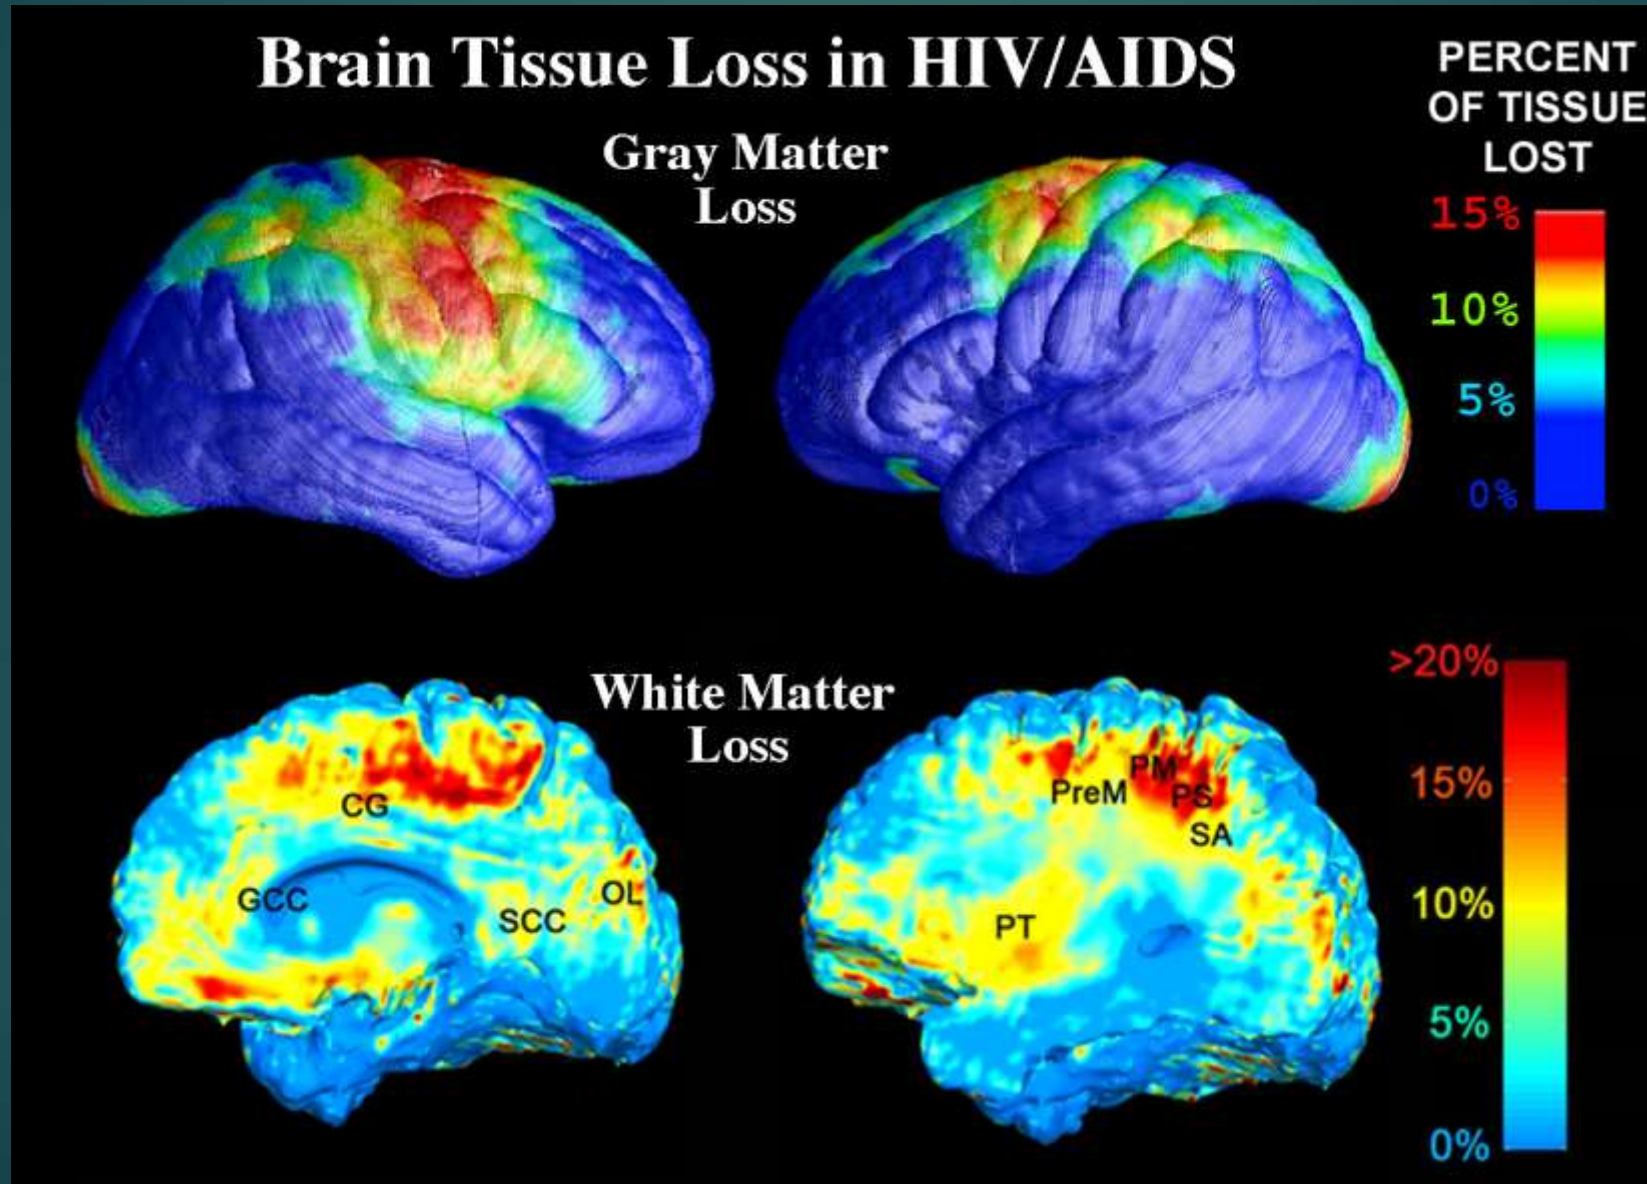 Brain Tissue Loss in HIV/AIDS
PERCENT
OF TISSUE
LOST
Gray Matter
Loss
15%
10%
5%
0%
White Matter
Loss
>20%
15%
10%
5%
0%
CG
GCC
SCC
OL
PreM
PM
PS
SA
PT